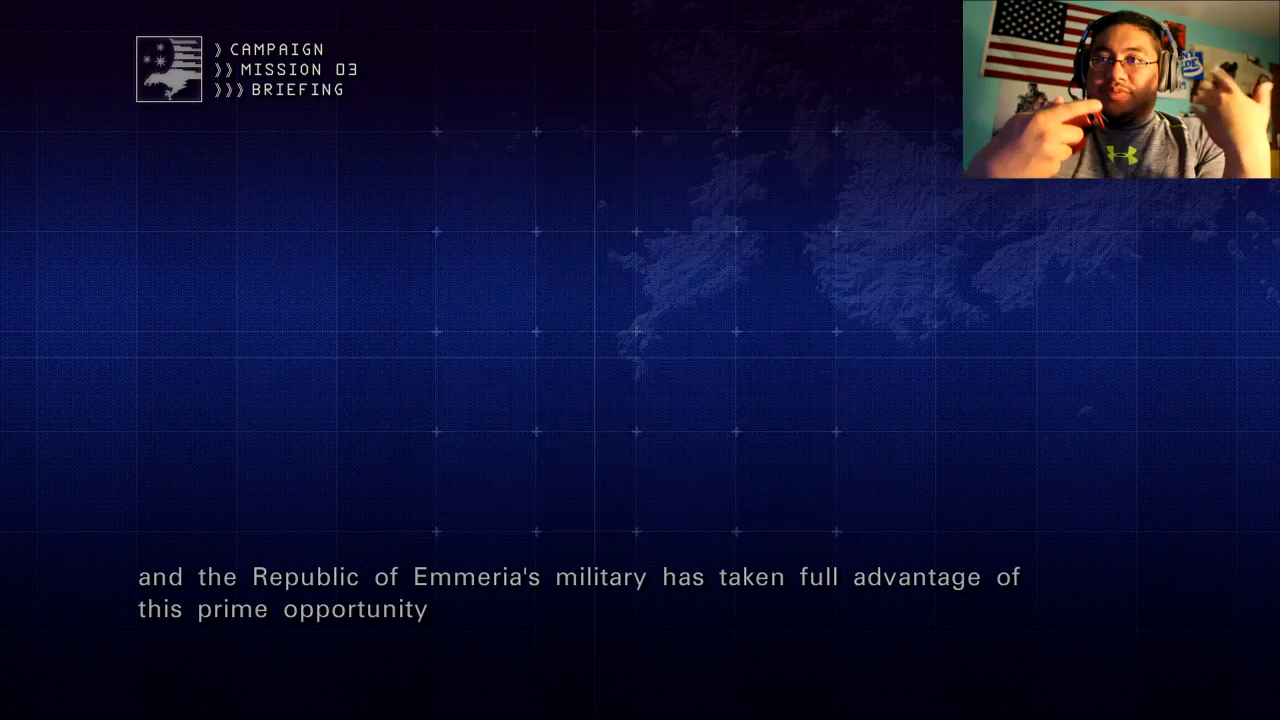 › CAMPAIGN
›› MISSION 03
››› BRIEFING
and the Republic of Emmeria's military has taken full advantage of
this prime opportunity